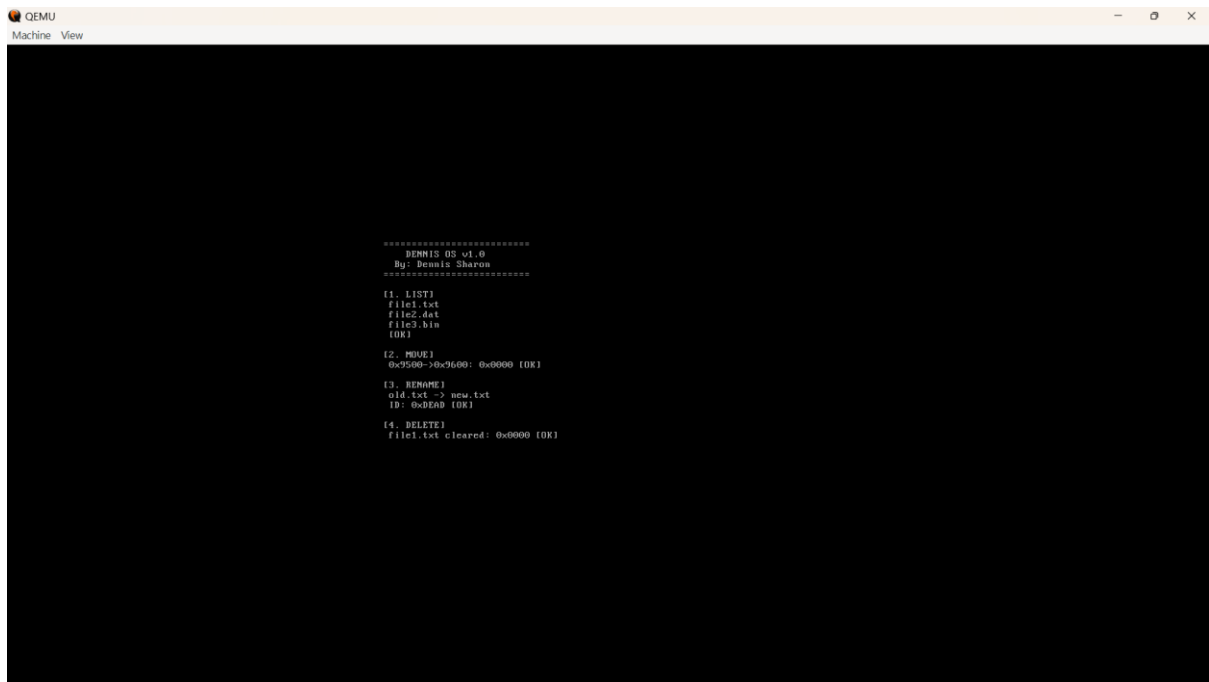 QEMU
Machine View
==========================
DENNIS OS v1.0
By: Dennis Sharon
==========================
[1. LIST]
file1.txt
file2.dat
file3.bin
[OK]
[2. MOVE]
0x9500->0x9600: 0x0000 [OK]
[3. RENAME]
old.txt -> new.txt
ID: 0xDEAD [OK]
[4. DELETE]
file1.txt cleared: 0x0000 [OK]